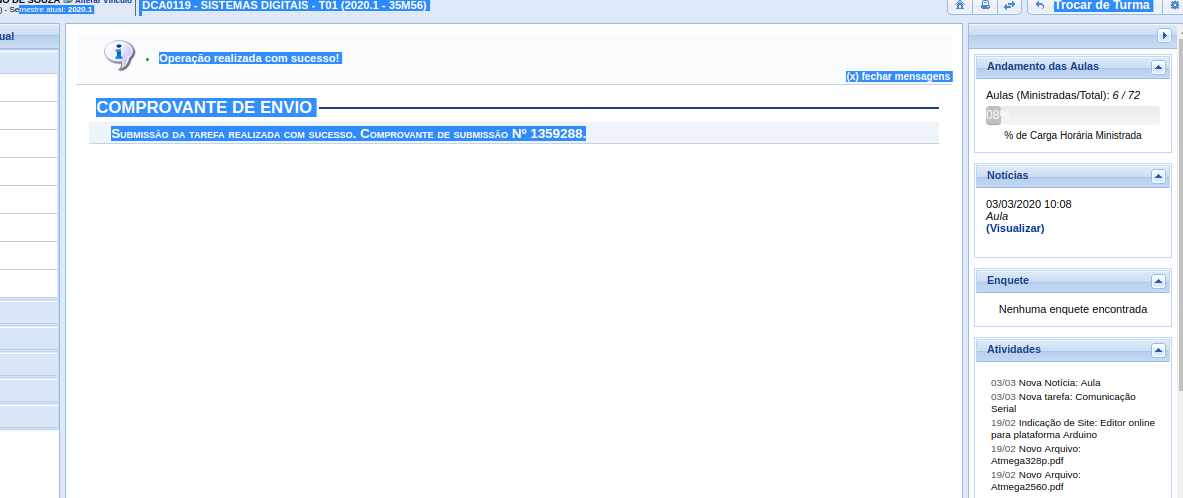 NO DE SOUZA Alterar vínculo
) - Semestre atual: 2020.1
DCA0119 - SISTEMAS DIGITAIS - T01 (2020.1 - 35M56)
Trocar de Turma
ual
Operação realizada com sucesso!
(x) fechar mensagens
COMPROVANTE DE ENVIO
Submissão da tarefa realizada com sucesso. Comprovante de submissão Nº 1359288.
Andamento das Aulas
Aulas (Ministradas/Total): 6 / 72
08%
% de Carga Horária Ministrada
Notícias
03/03/2020 10:08
Aula
(Visualizar)
Enquete
Nenhuma enquete encontrada
Atividades
03/03 Nova Notícia: Aula
03/03 Nova tarefa: Comunicação
Serial
19/02 Indicação de Site: Editor online
para plataforma Arduino
19/02 Novo Arquivo:
Atmega328p.pdf
19/02 Novo Arquivo:
Atmega2560.pdf